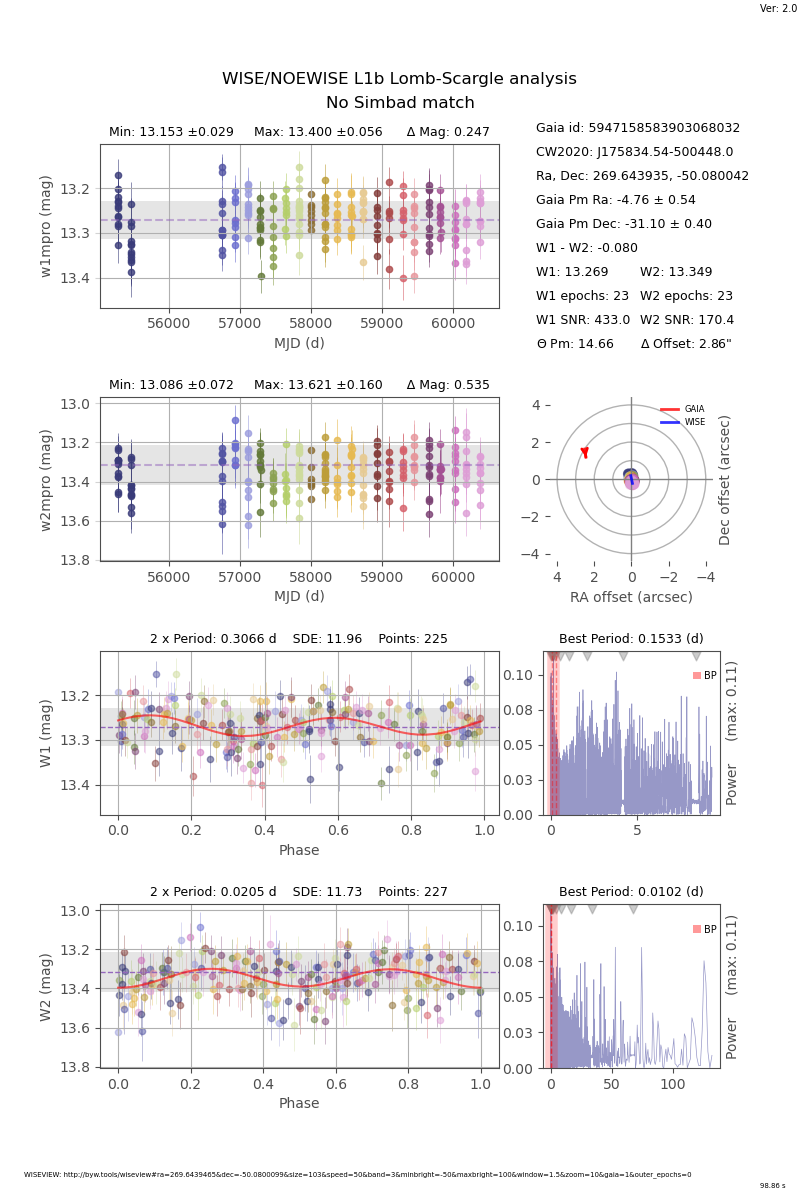 Ver: 2.0
WISE/NOEWISE L1b Lomb-Scargle analysis
No Simbad match
Min: 13.153 ±0.029 Max: 13.400 ±0.056 Δ Mag: 0.247
13.2
13.3
13.4
w1mpro (mag)
56000 57000 58000 59000 60000
MJD (d)
Gaia id: 5947158583903068032
CW2020: J175834.54-500448.0
Ra, Dec: 269.643935, -50.080042
Gaia Pm Ra: -4.76 ± 0.54
Gaia Pm Dec: -31.10 ± 0.40
W1 - W2: -0.080
W1: 13.269 W2: 13.349
W1 epochs: 23 W2 epochs: 23
W1 SNR: 433.0 W2 SNR: 170.4
Θ Pm: 14.66 Δ Offset: 2.86"
Min: 13.086 ±0.072 Max: 13.621 ±0.160 Δ Mag: 0.535
13.0
13.2
13.4
13.6
13.8
w2mpro (mag)
56000 57000 58000 59000 60000
MJD (d)
GAIA
WISE
4
2
0
−2
−4
Dec offset (arcsec)
4 2 0 −2 −4
RA offset (arcsec)
2 x Period: 0.3066 d SDE: 11.96 Points: 225
13.2
13.3
13.4
W1 (mag)
0.0 0.2 0.4 0.6 0.8 1.0
Phase
Best Period: 0.1533 (d)
BP
0.10
0.08
0.05
0.03
0.00
Power (max: 0.11)
0 5
2 x Period: 0.0205 d SDE: 11.73 Points: 227
13.0
13.2
13.4
13.6
13.8
W2 (mag)
0.0 0.2 0.4 0.6 0.8 1.0
Phase
Best Period: 0.0102 (d)
BP
0.10
0.08
0.05
0.03
0.00
Power (max: 0.11)
0 50 100
WISEVIEW: http://byw.tools/wiseview#ra=269.6439465&dec=-50.0800099&size=103&speed=50&band=3&minbright=-50&maxbright=100&window=1.5&zoom=10&gaia=1&outer_epochs=0
98.86 s